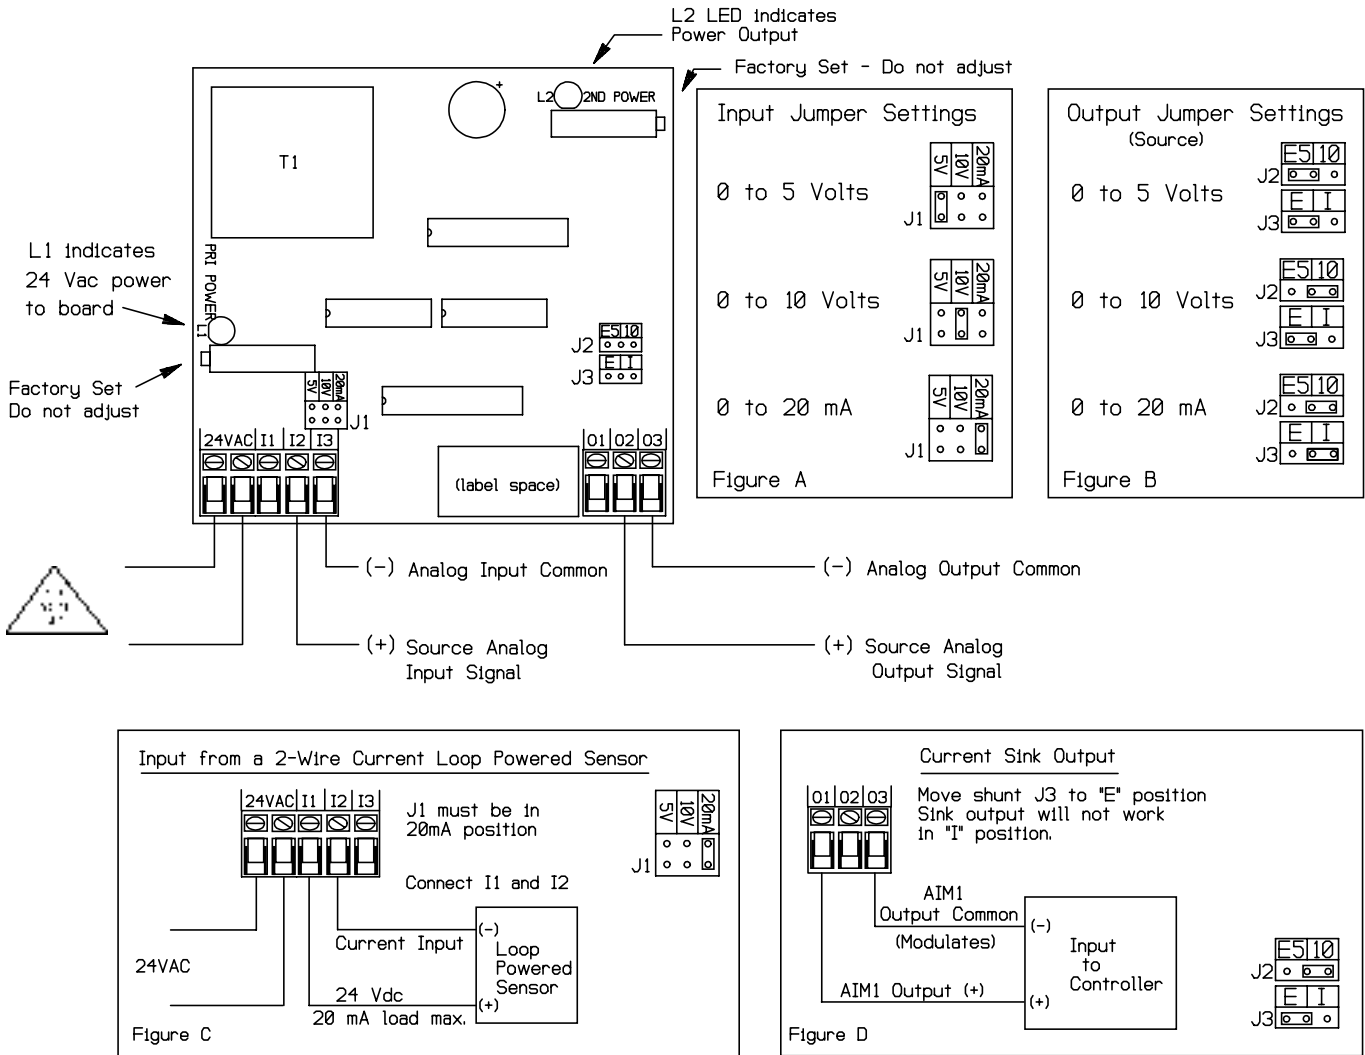 L2 LED indicates
Power Output
Factory Set - Do not adjust
L2 2ND POWER
+
T1
L1 indicates
24 Vac power
to board
PRI POWER
L1
Factory Set
Do not adjust
5V 10V 20mA
J1
J2 E5 10
J3 E I
24VAC I1 I2 I3
(label space)
O1 O2 O3
(-) Analog Input Common
(+) Source Analog
Input Signal
(-) Analog Output Common
(+) Source Analog
Output Signal
Input Jumper Settings
0 to 5 Volts
5V 10V 20mA
J1
0 to 10 Volts
5V 10V 20mA
J1
0 to 20 mA
5V 10V 20mA
J1
Figure A
Output Jumper Settings
(Source)
0 to 5 Volts
E5 10
J2
E I
J3
0 to 10 Volts
E5 10
J2
E I
J3
0 to 20 mA
E5 10
J2
E I
J3
Figure B
Input from a 2-Wire Current Loop Powered Sensor
24VAC I1 I2 I3
J1 must be in
20mA position
5V 10V 20mA
J1
Connect I1 and I2
Current Input
(-)
Loop
Powered
Sensor
(+)
24VAC
24 Vdc
20 mA load max.
Figure C
Current Sink Output
O1 O2 O3
Move shunt J3 to "E" position
Sink output will not work
in "I" position.
AIM1
Output Common
(Modulates)
(-)
Input
to
Controller
AIM1 Output (+)
(+)
E5 10
J2
E I
J3
Figure D